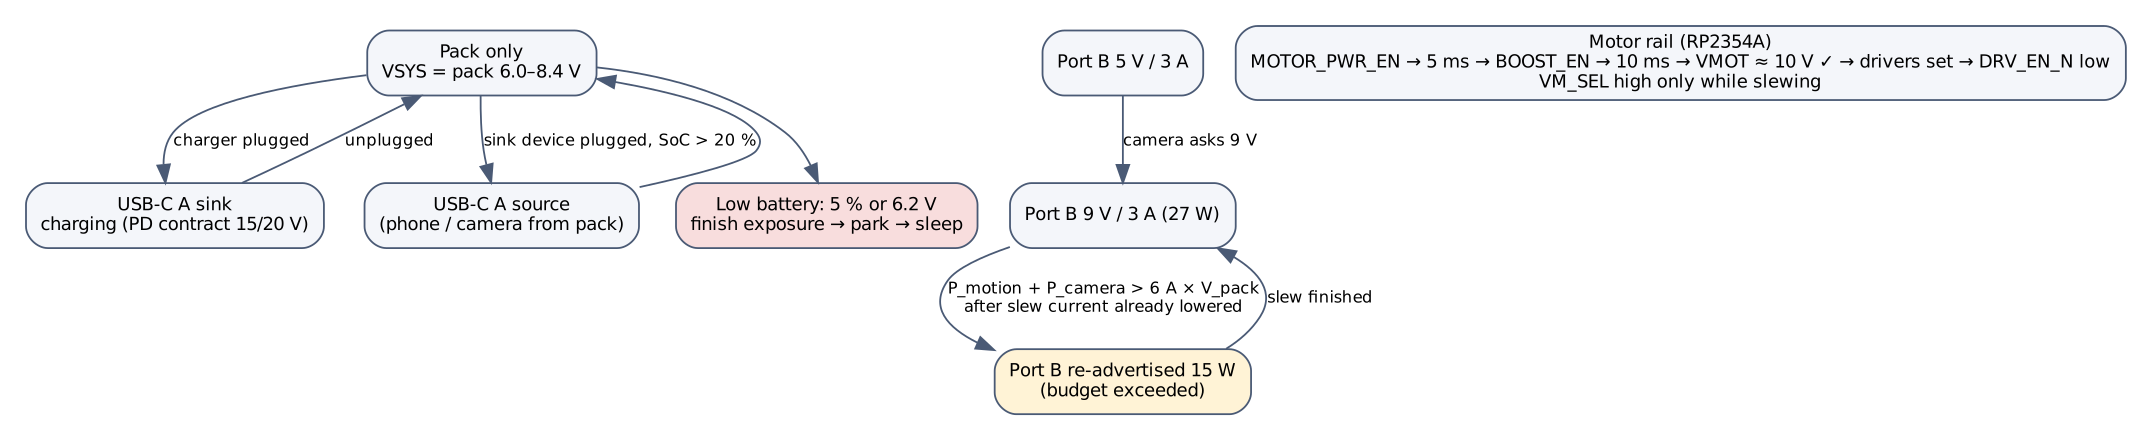 Pack only
VSYS = pack 6.0–8.4 V
Port B 5 V / 3 A
Motor rail (RP2354A)
MOTOR_PWR_EN → 5 ms → BOOST_EN → 10 ms → VMOT ≈ 10 V ✓ → drivers set → DRV_EN_N low
VM_SEL high only while slewing
charger plugged
unplugged
sink device plugged, SoC > 20 %
camera asks 9 V
USB-C A sink
charging (PD contract 15/20 V)
USB-C A source
(phone / camera from pack)
Low battery: 5 % or 6.2 V
finish exposure → park → sleep
Port B 9 V / 3 A (27 W)
P_motion + P_camera > 6 A × V_pack
after slew current already lowered
slew finished
Port B re-advertised 15 W
(budget exceeded)